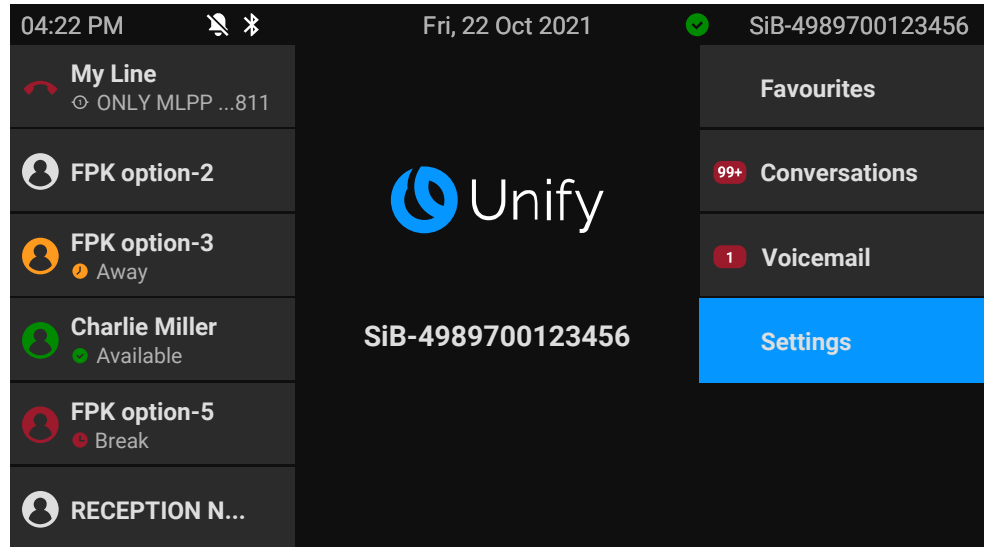 04:22 PM
Fri, 22 Oct 2021
SiB-4989700123456
My Line
ONLY MLPP ...811
FPK option-2
FPK option-3
Away
Charlie Miller
Available
FPK option-5
Break
RECEPTION N...
Unify
SiB-4989700123456
Favourites
99+ Conversations
1 Voicemail
Settings